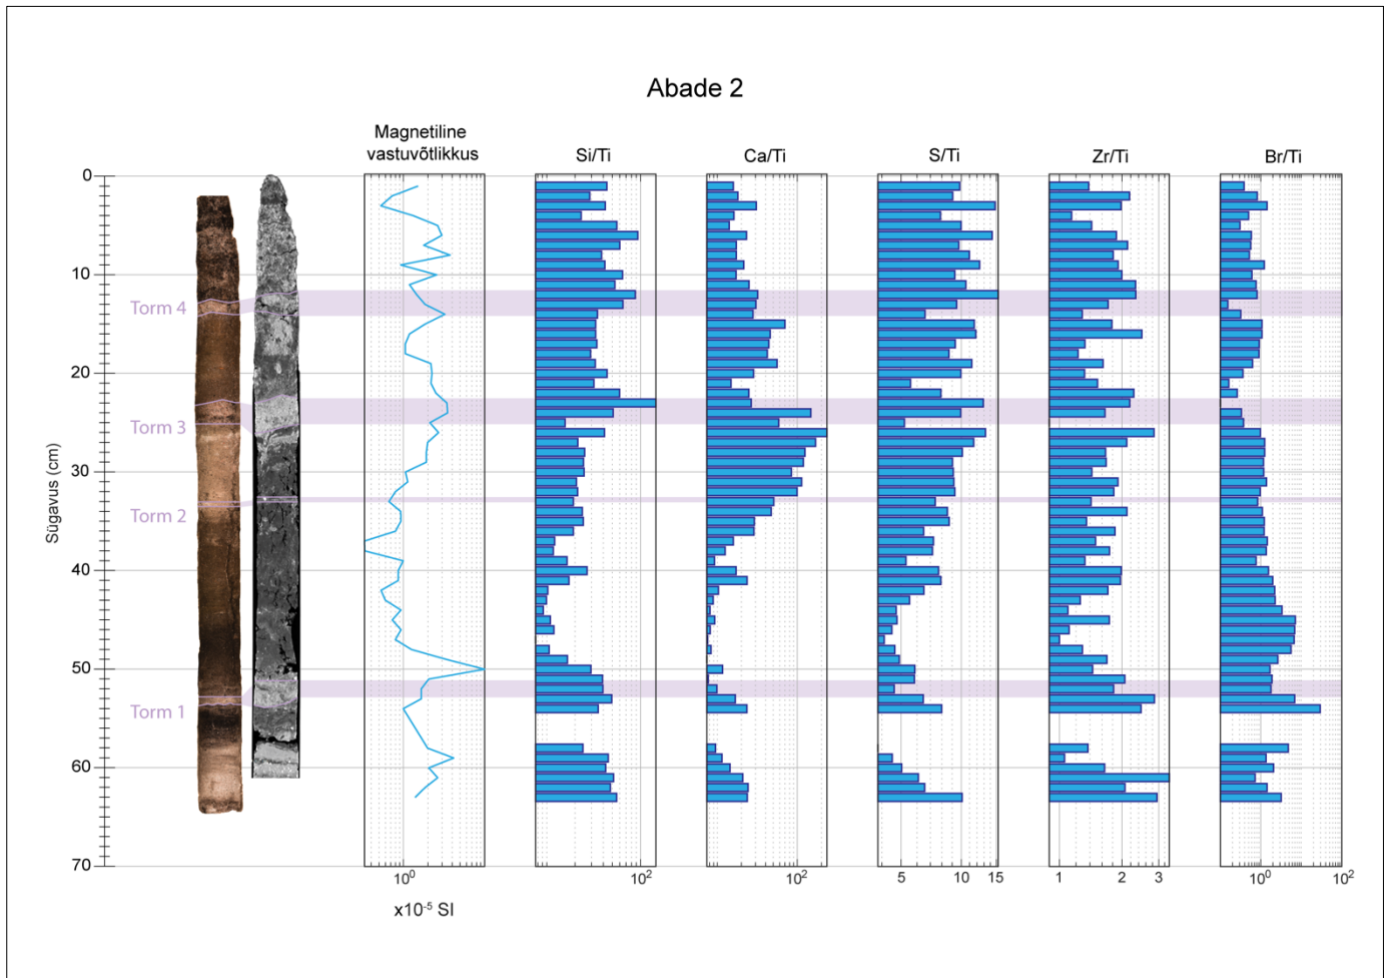 Abade 2
Magnetiline
vastuvõtlikkus
Si/Ti
Ca/Ti
S/Ti
Zr/Ti
Br/Ti
0
10
20
30
40
50
60
70
Sügavus (cm)
Torm 4
Torm 3
Torm 2
Torm 1
10⁰
10²
10²
5 10 15
1 2 3
10⁰ 10²
x10⁻⁵ SI